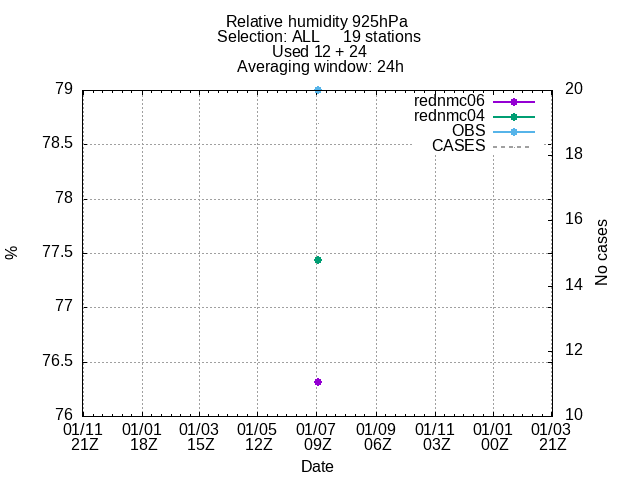 Relative humidity 925hPa
Selection: ALL 19 stations
Used 12 + 24
Averaging window: 24h
rednmc06
rednmc04
OBS
CASES
79
78.5
78
77.5
77
76.5
76
%
20
18
16
14
12
10
No cases
01/11 01/01 01/03 01/05 01/07 01/09 01/11 01/01 01/03
21Z 18Z 15Z 12Z 09Z 06Z 03Z 00Z 21Z
Date